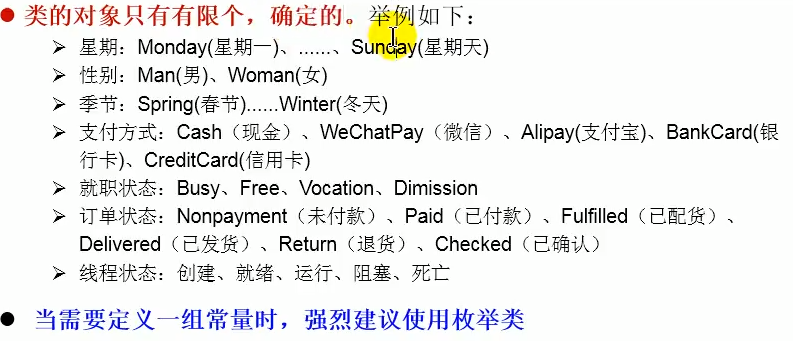 ● 类的对象只有有限个，确定的。举例如下：
➢ 星期：Monday(星期一)、......、Sunday(星期天)
➢ 性别：Man(男)、Woman(女)
➢ 季节：Spring(春节)......Winter(冬天)
➢ 支付方式：Cash（现金）、WeChatPay（微信）、Alipay(支付宝)、BankCard(银
行卡)、CreditCard(信用卡)
➢ 就职状态：Busy、Free、Vocation、Dimission
➢ 订单状态：Nonpayment（未付款）、Paid（已付款）、Fulfilled（已配货）、
Delivered（已发货）、Return（退货）、Checked（已确认）
➢ 线程状态：创建、就绪、运行、阻塞、死亡
● 当需要定义一组常量时，强烈建议使用枚举类